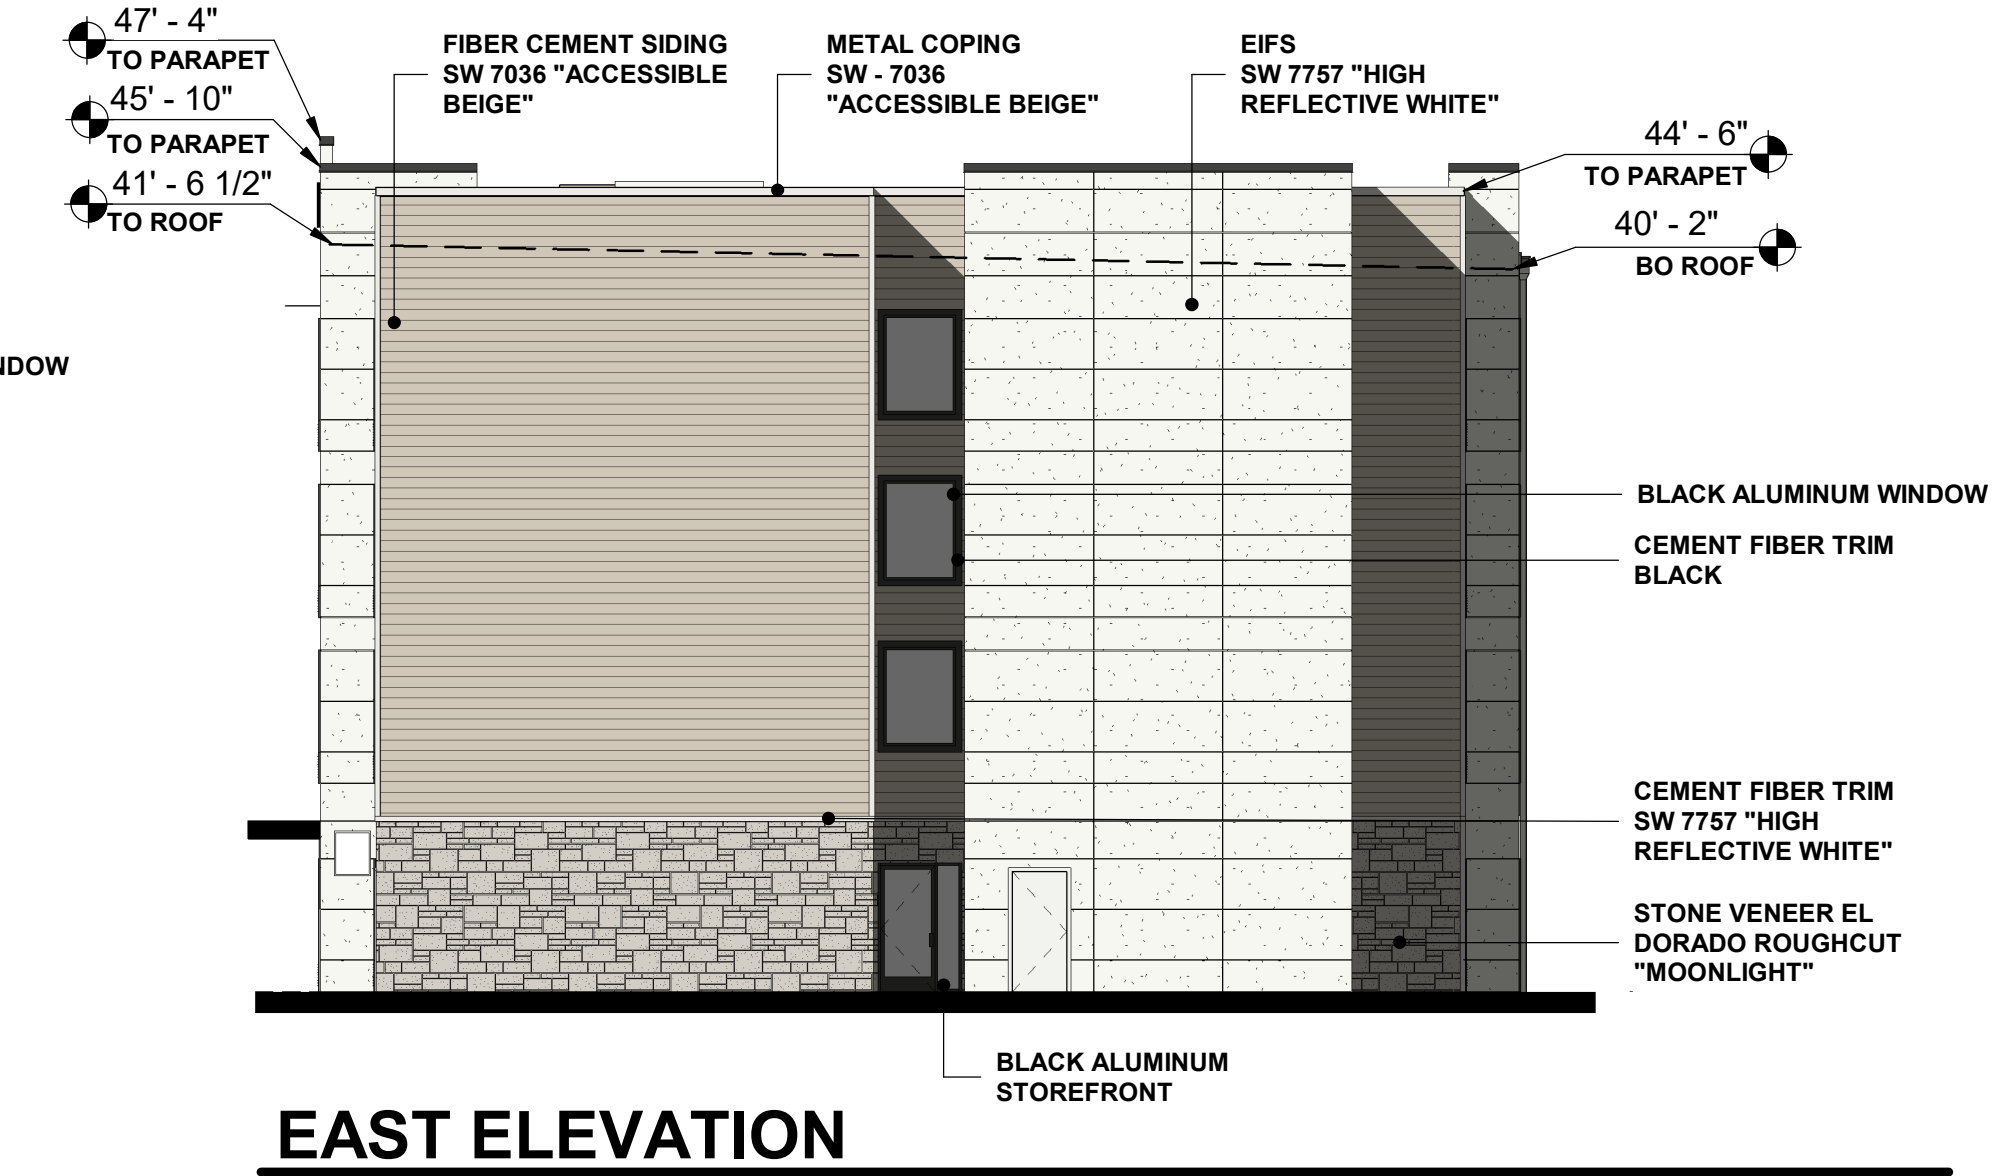 47' - 4"
TO PARAPET
45' - 10"
TO PARAPET
41' - 6 1/2"
TO ROOF
FIBER CEMENT SIDING
SW 7036 "ACCESSIBLE
BEIGE"
METAL COPING
SW - 7036
"ACCESSIBLE BEIGE"
EIFS
SW 7757 "HIGH
REFLECTIVE WHITE"
44' - 6"
TO PARAPET
40' - 2"
BO ROOF
NDOW
BLACK ALUMINUM WINDOW
CEMENT FIBER TRIM
BLACK
CEMENT FIBER TRIM
SW 7757 "HIGH
REFLECTIVE WHITE"
STONE VENEER EL
DORADO ROUGHCUT
"MOONLIGHT"
BLACK ALUMINUM
STOREFRONT
EAST ELEVATION